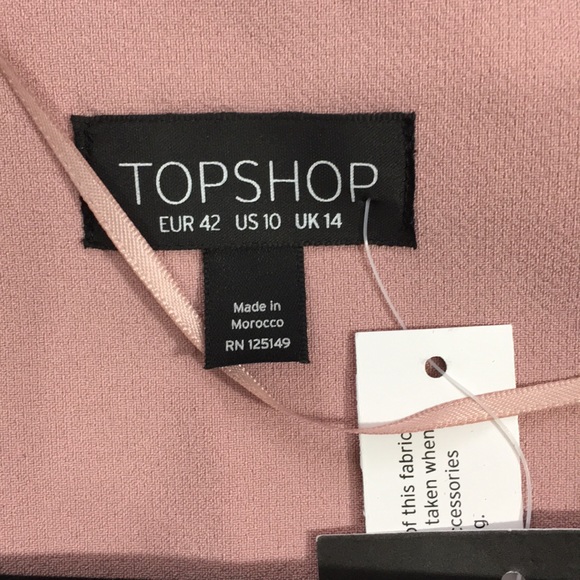 TOPSHOP
EUR 42 US 10 UK 14
Made in
Morocco
RN 125149
of this fabric
taken when
ccessories
g.